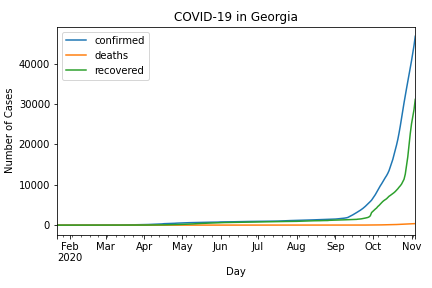 COVID-19 in Georgia
confirmed
deaths
recovered
Number of Cases
40000
30000
20000
10000
0
Feb Mar Apr May Jun Jul Aug Sep Oct Nov
2020
Day